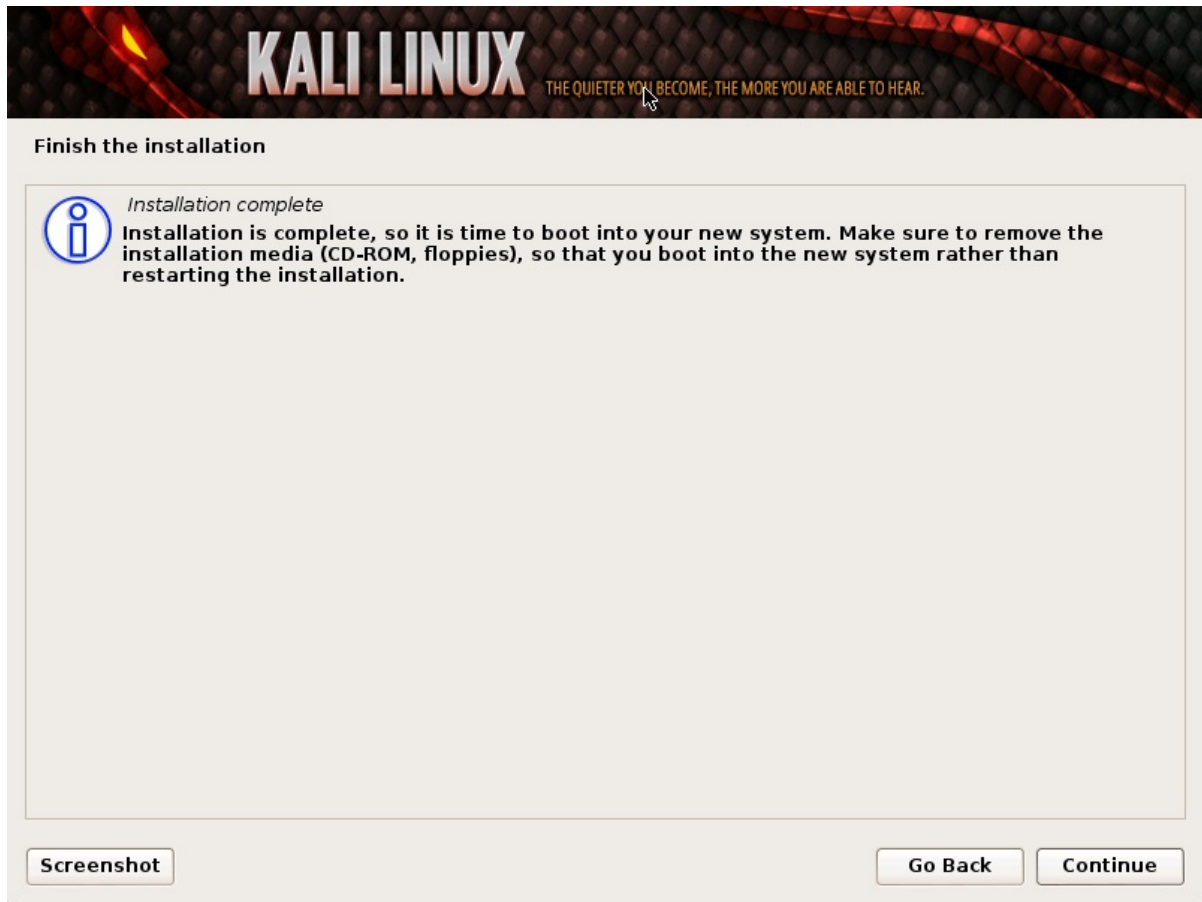 KALI LINUX
THE QUIETER YOU BECOME, THE MORE YOU ARE ABLE TO HEAR.
Finish the installation
Installation complete
Installation is complete, so it is time to boot into your new system. Make sure to remove the
installation media (CD-ROM, floppies), so that you boot into the new system rather than
restarting the installation.
Screenshot
Go Back
Continue